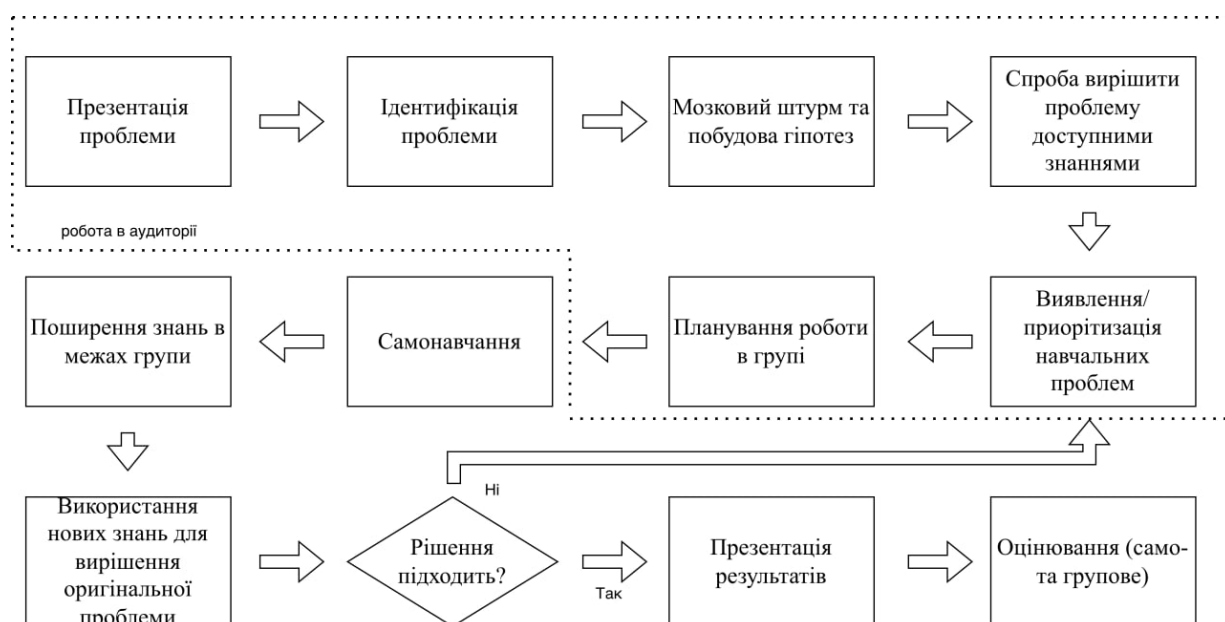 Презентація
проблеми
Ідентифікація
проблеми
Мозковий штурм та
побудова гіпотез
Спроба вирішити
проблему
доступними
знаннями
робота в аудиторії
Виявлення/
приоритизація
навчальних
проблем
Планування роботи
в групі
Самонавчання
Поширення знань в
межах групи
Використання
нових знань для
вирішення
оригінальної
проблеми
Рішення
підходить?
Ні
Так
Презентація
результатів
Оцінювання (само-
та групове)